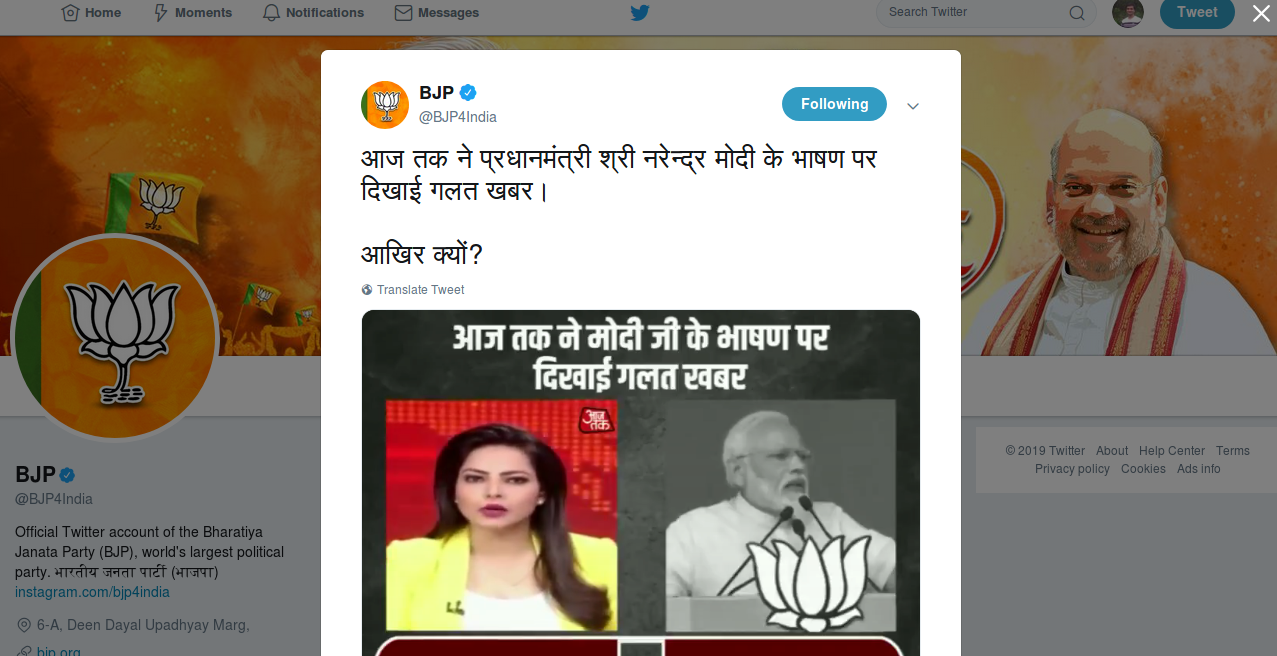 Home Moments Notifications Messages Search Twitter Tweet
BJP
@BJP4India
Following
आज तक ने प्रधानमंत्री श्री नरेन्द्र मोदी के भाषण पर
दिखाई गलत खबर।
आखिर क्यों?
Translate Tweet
आज तक ने मोदी जी के भाषण पर
दिखाई गलत खबर
आज
तक
BJP
@BJP4India
Official Twitter account of the Bharatiya
Janata Party (BJP), world's largest political
party. भारतीय जनता पार्टी (भाजपा)
instagram.com/bjp4india
6-A, Deen Dayal Upadhyay Marg,
bjp.org
© 2019 Twitter About Help Center Terms
Privacy policy Cookies Ads info